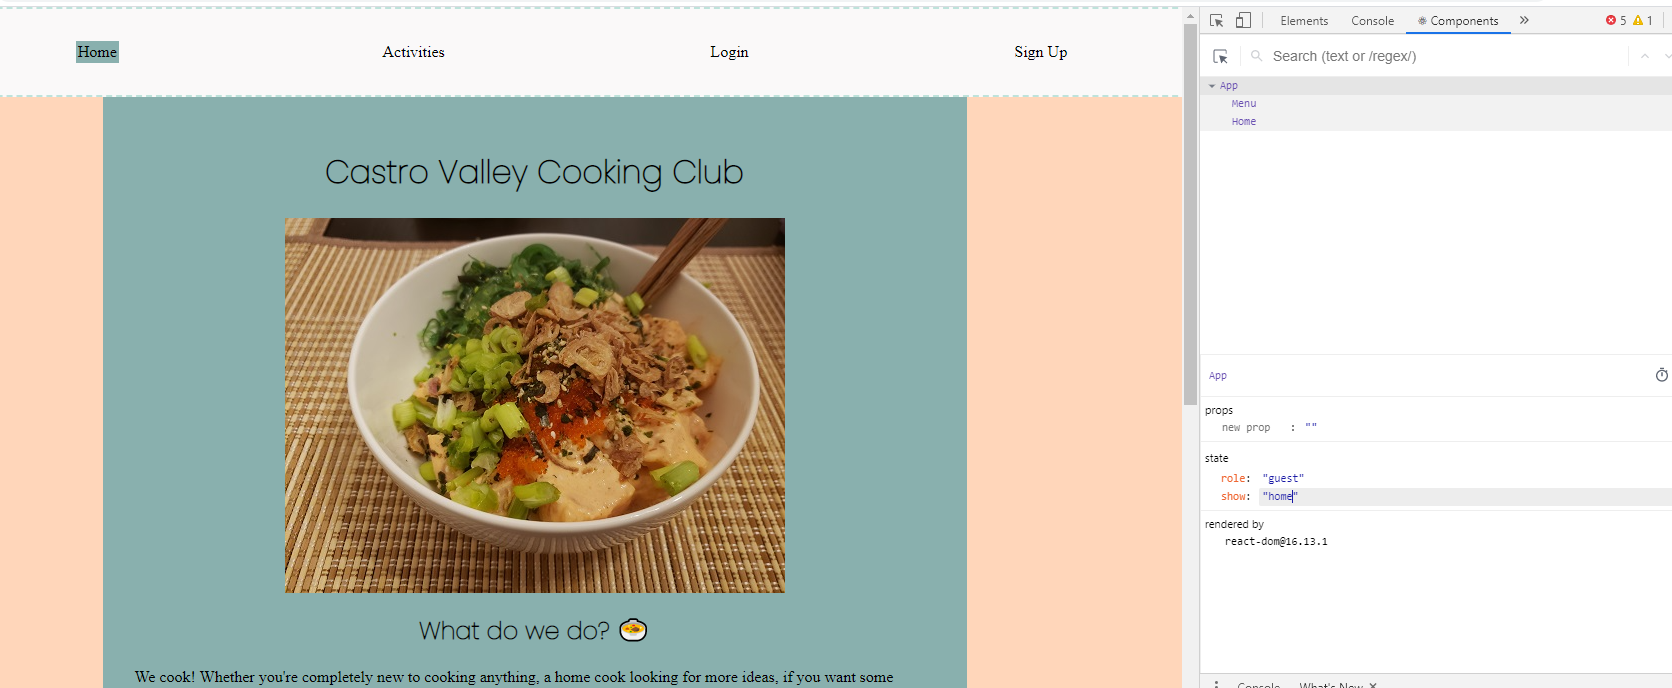 Home Activities Login Sign Up
Castro Valley Cooking Club
What do we do?
We cook! Whether you're completely new to cooking anything, a home cook looking for more ideas, if you want some
Elements Console Components » 5 1
Search (text or /regex/)
App
Menu
Home
App
props
new prop : ""
state
role: "guest"
show: "home"
rendered by
react-dom@16.13.1
Console What's New ×